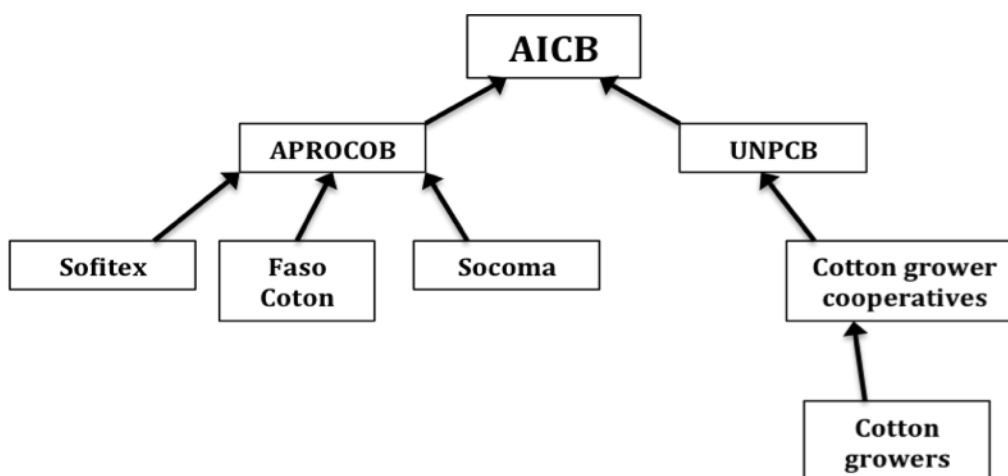 AICB
APROCOB
UNPCB
Sofitex
Faso
Coton
Socoma
Cotton grower
cooperatives
Cotton
growers